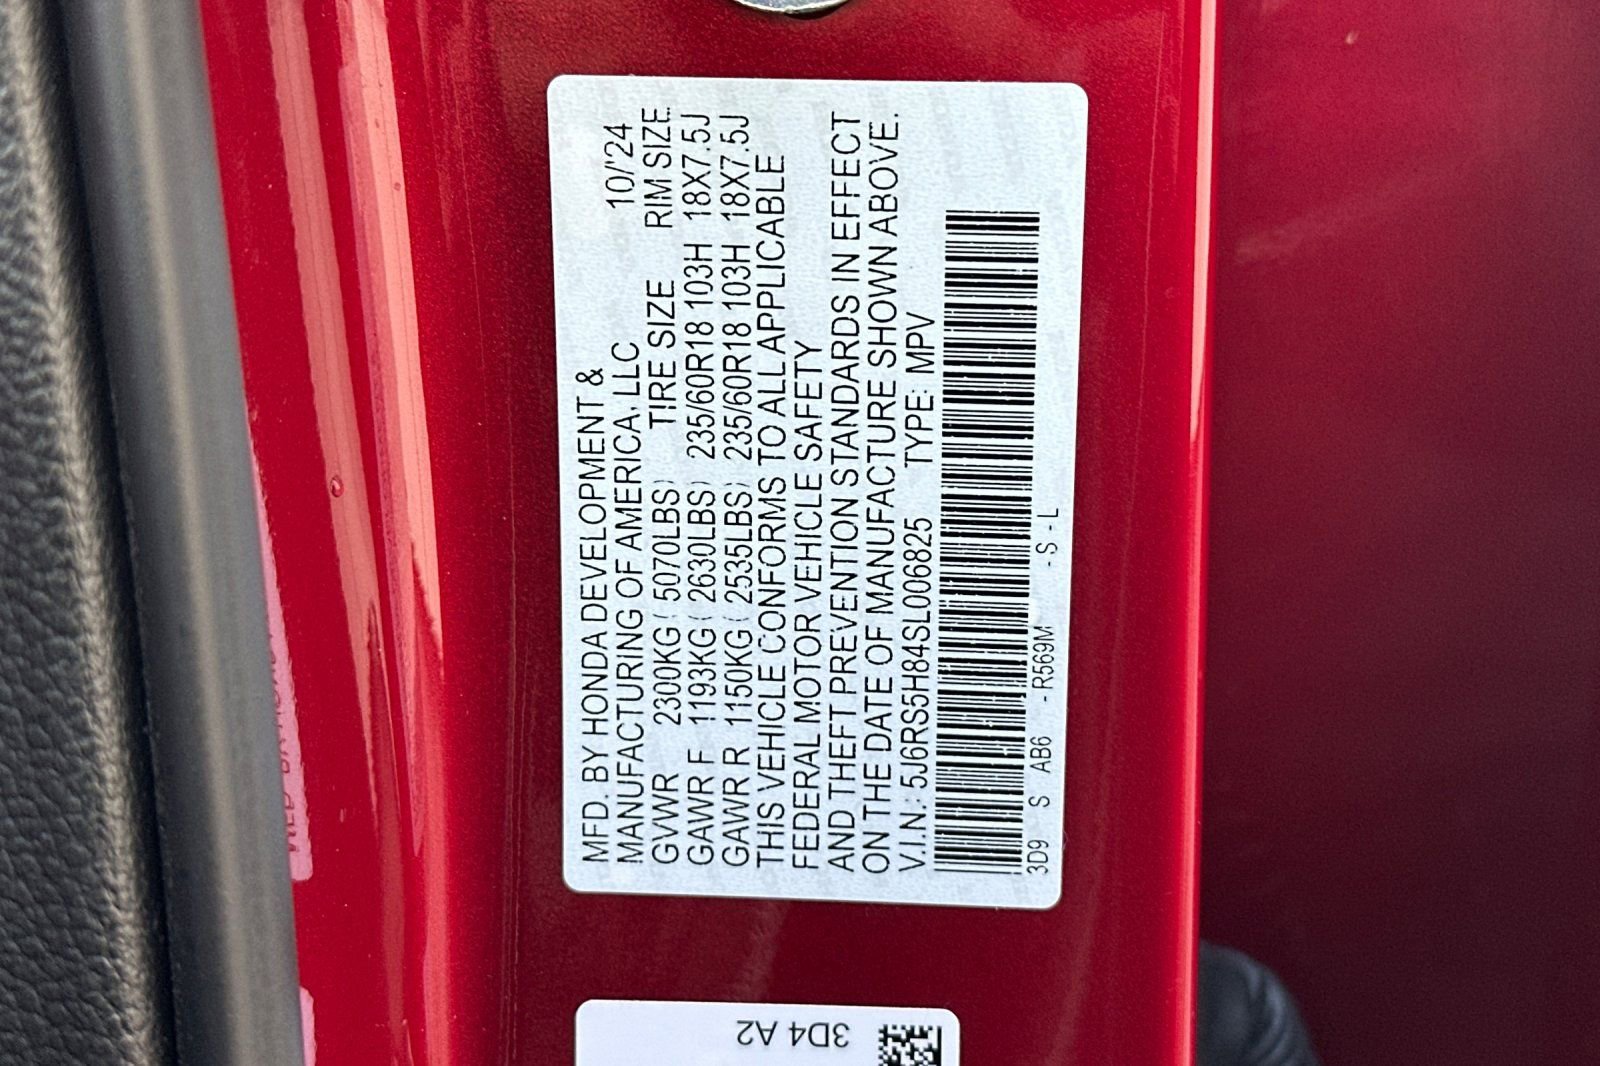 MFD. BY HONDA DEVELOPMENT &
MANUFACTURING OF AMERICA, LLC 10/'24
GVWR 2300KG ( 5070LBS) TIRE SIZE RIM SIZE
GAWR F 1193KG ( 2630LBS) 235/60R18 103H 18X7.5J
GAWR R 1150KG ( 2535LBS) 235/60R18 103H 18X7.5J
THIS VEHICLE CONFORMS TO ALL APPLICABLE
FEDERAL MOTOR VEHICLE SAFETY
AND THEFT PREVENTION STANDARDS IN EFFECT
ON THE DATE OF MANUFACTURE SHOWN ABOVE.
V.I.N.: 5J6RS5H84SL006825 TYPE: MPV
3D9 S AB6 -R569M -S-L
3D4 A2